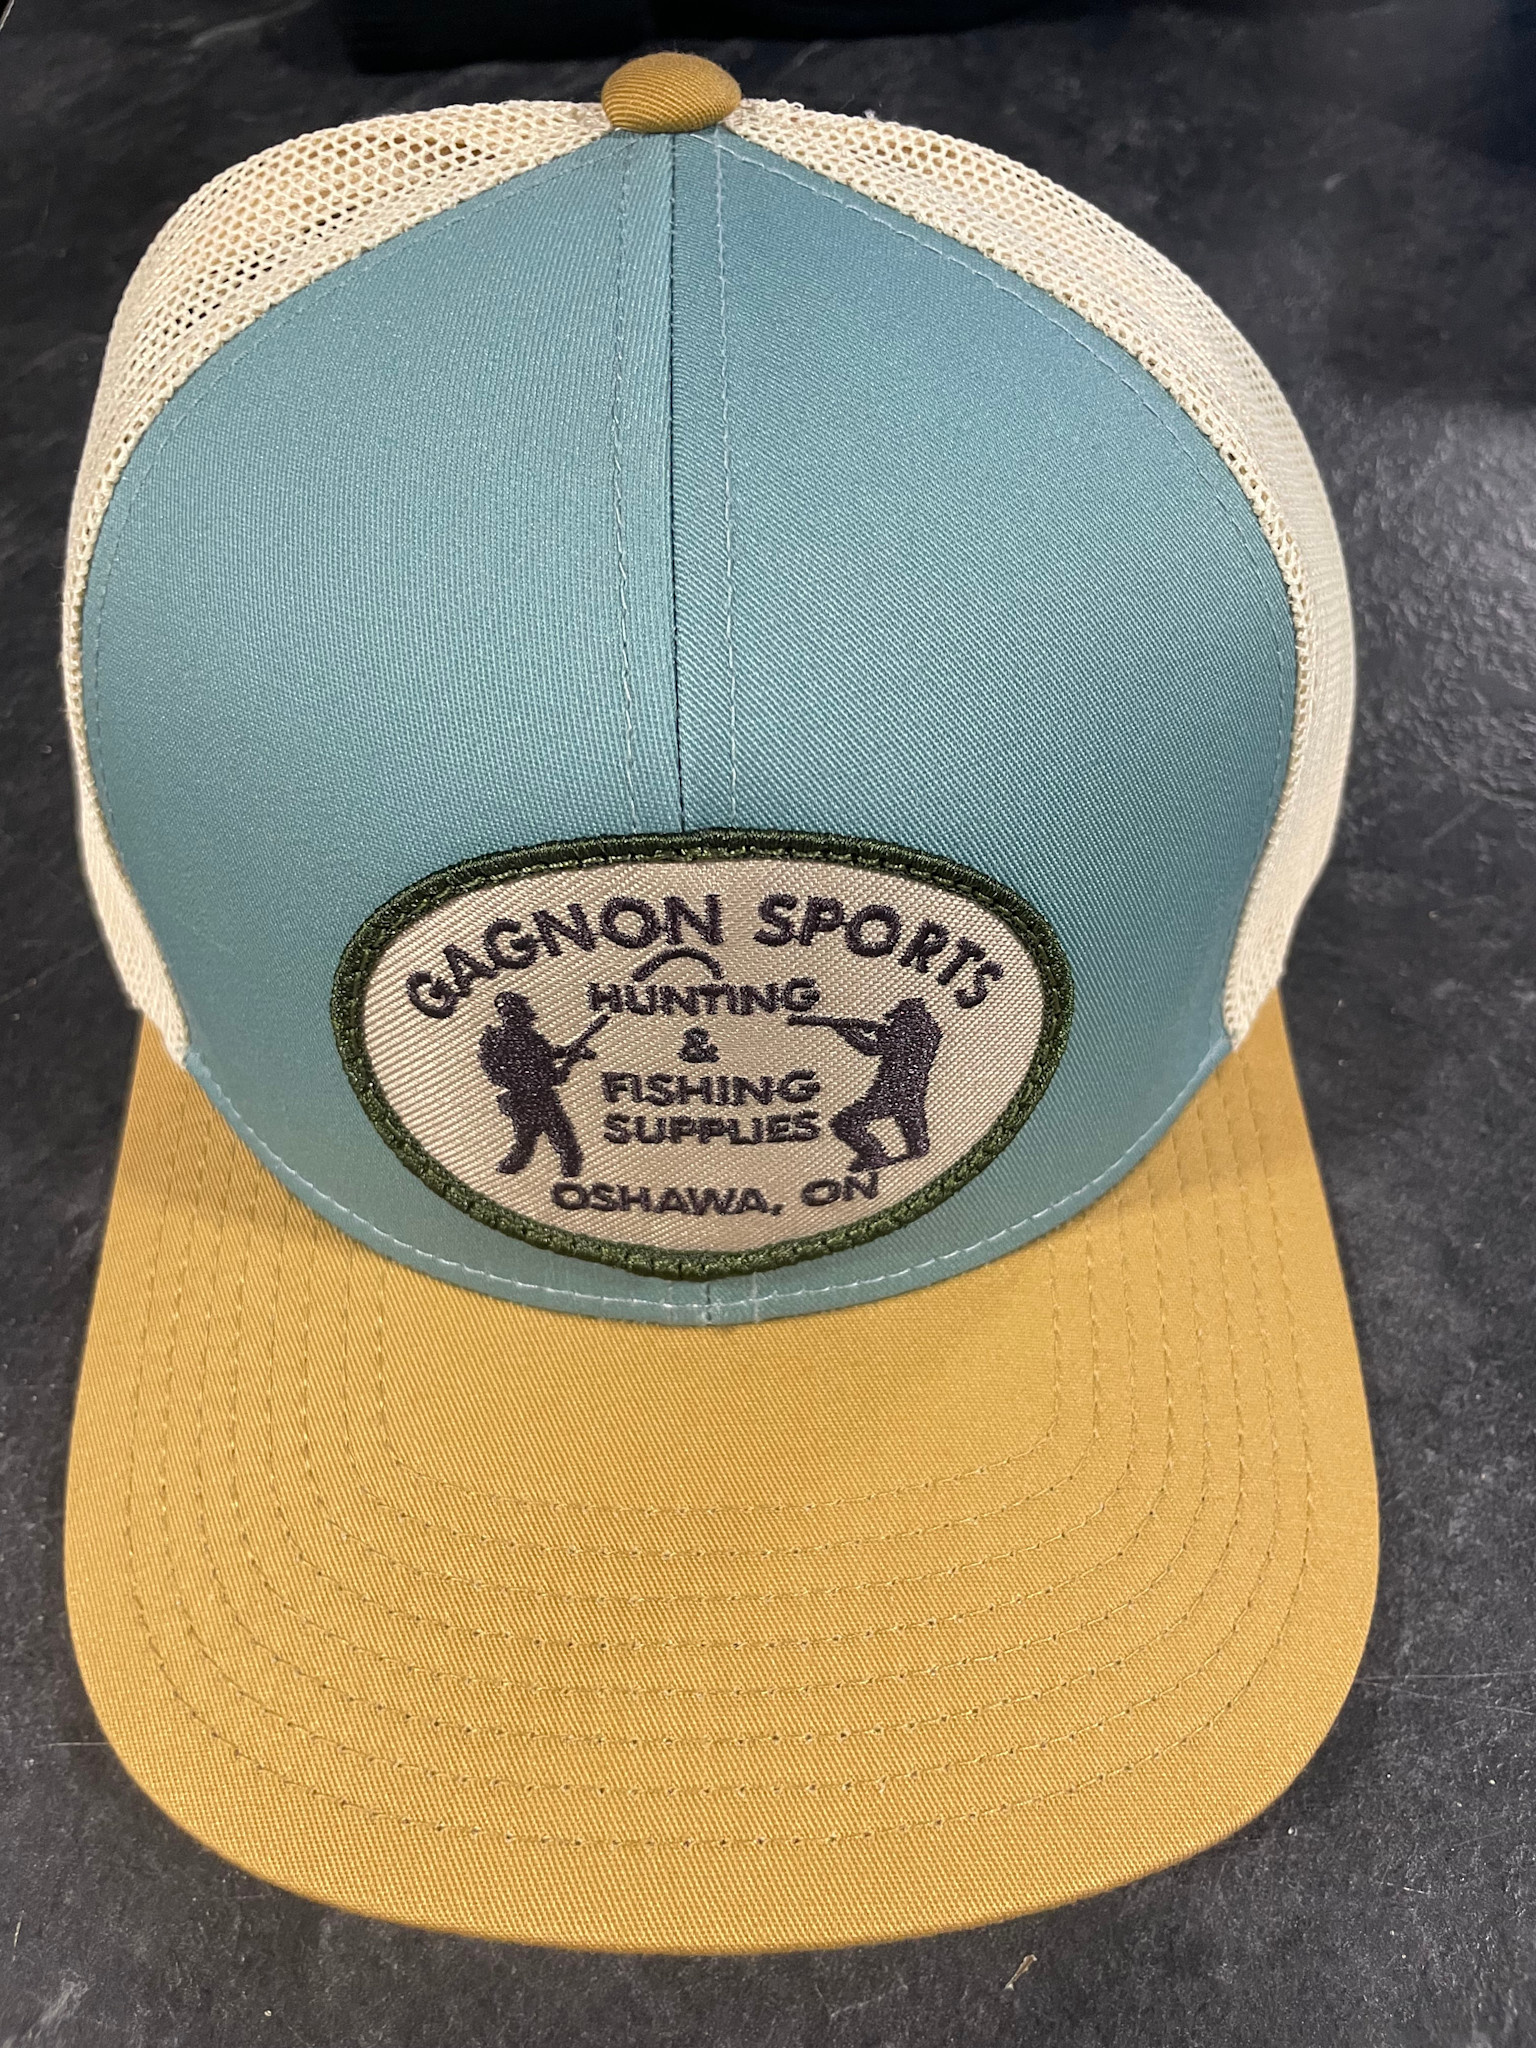 GAGNON SPORTS
HUNTING
&
FISHING
SUPPLIES
OSHAWA, ON